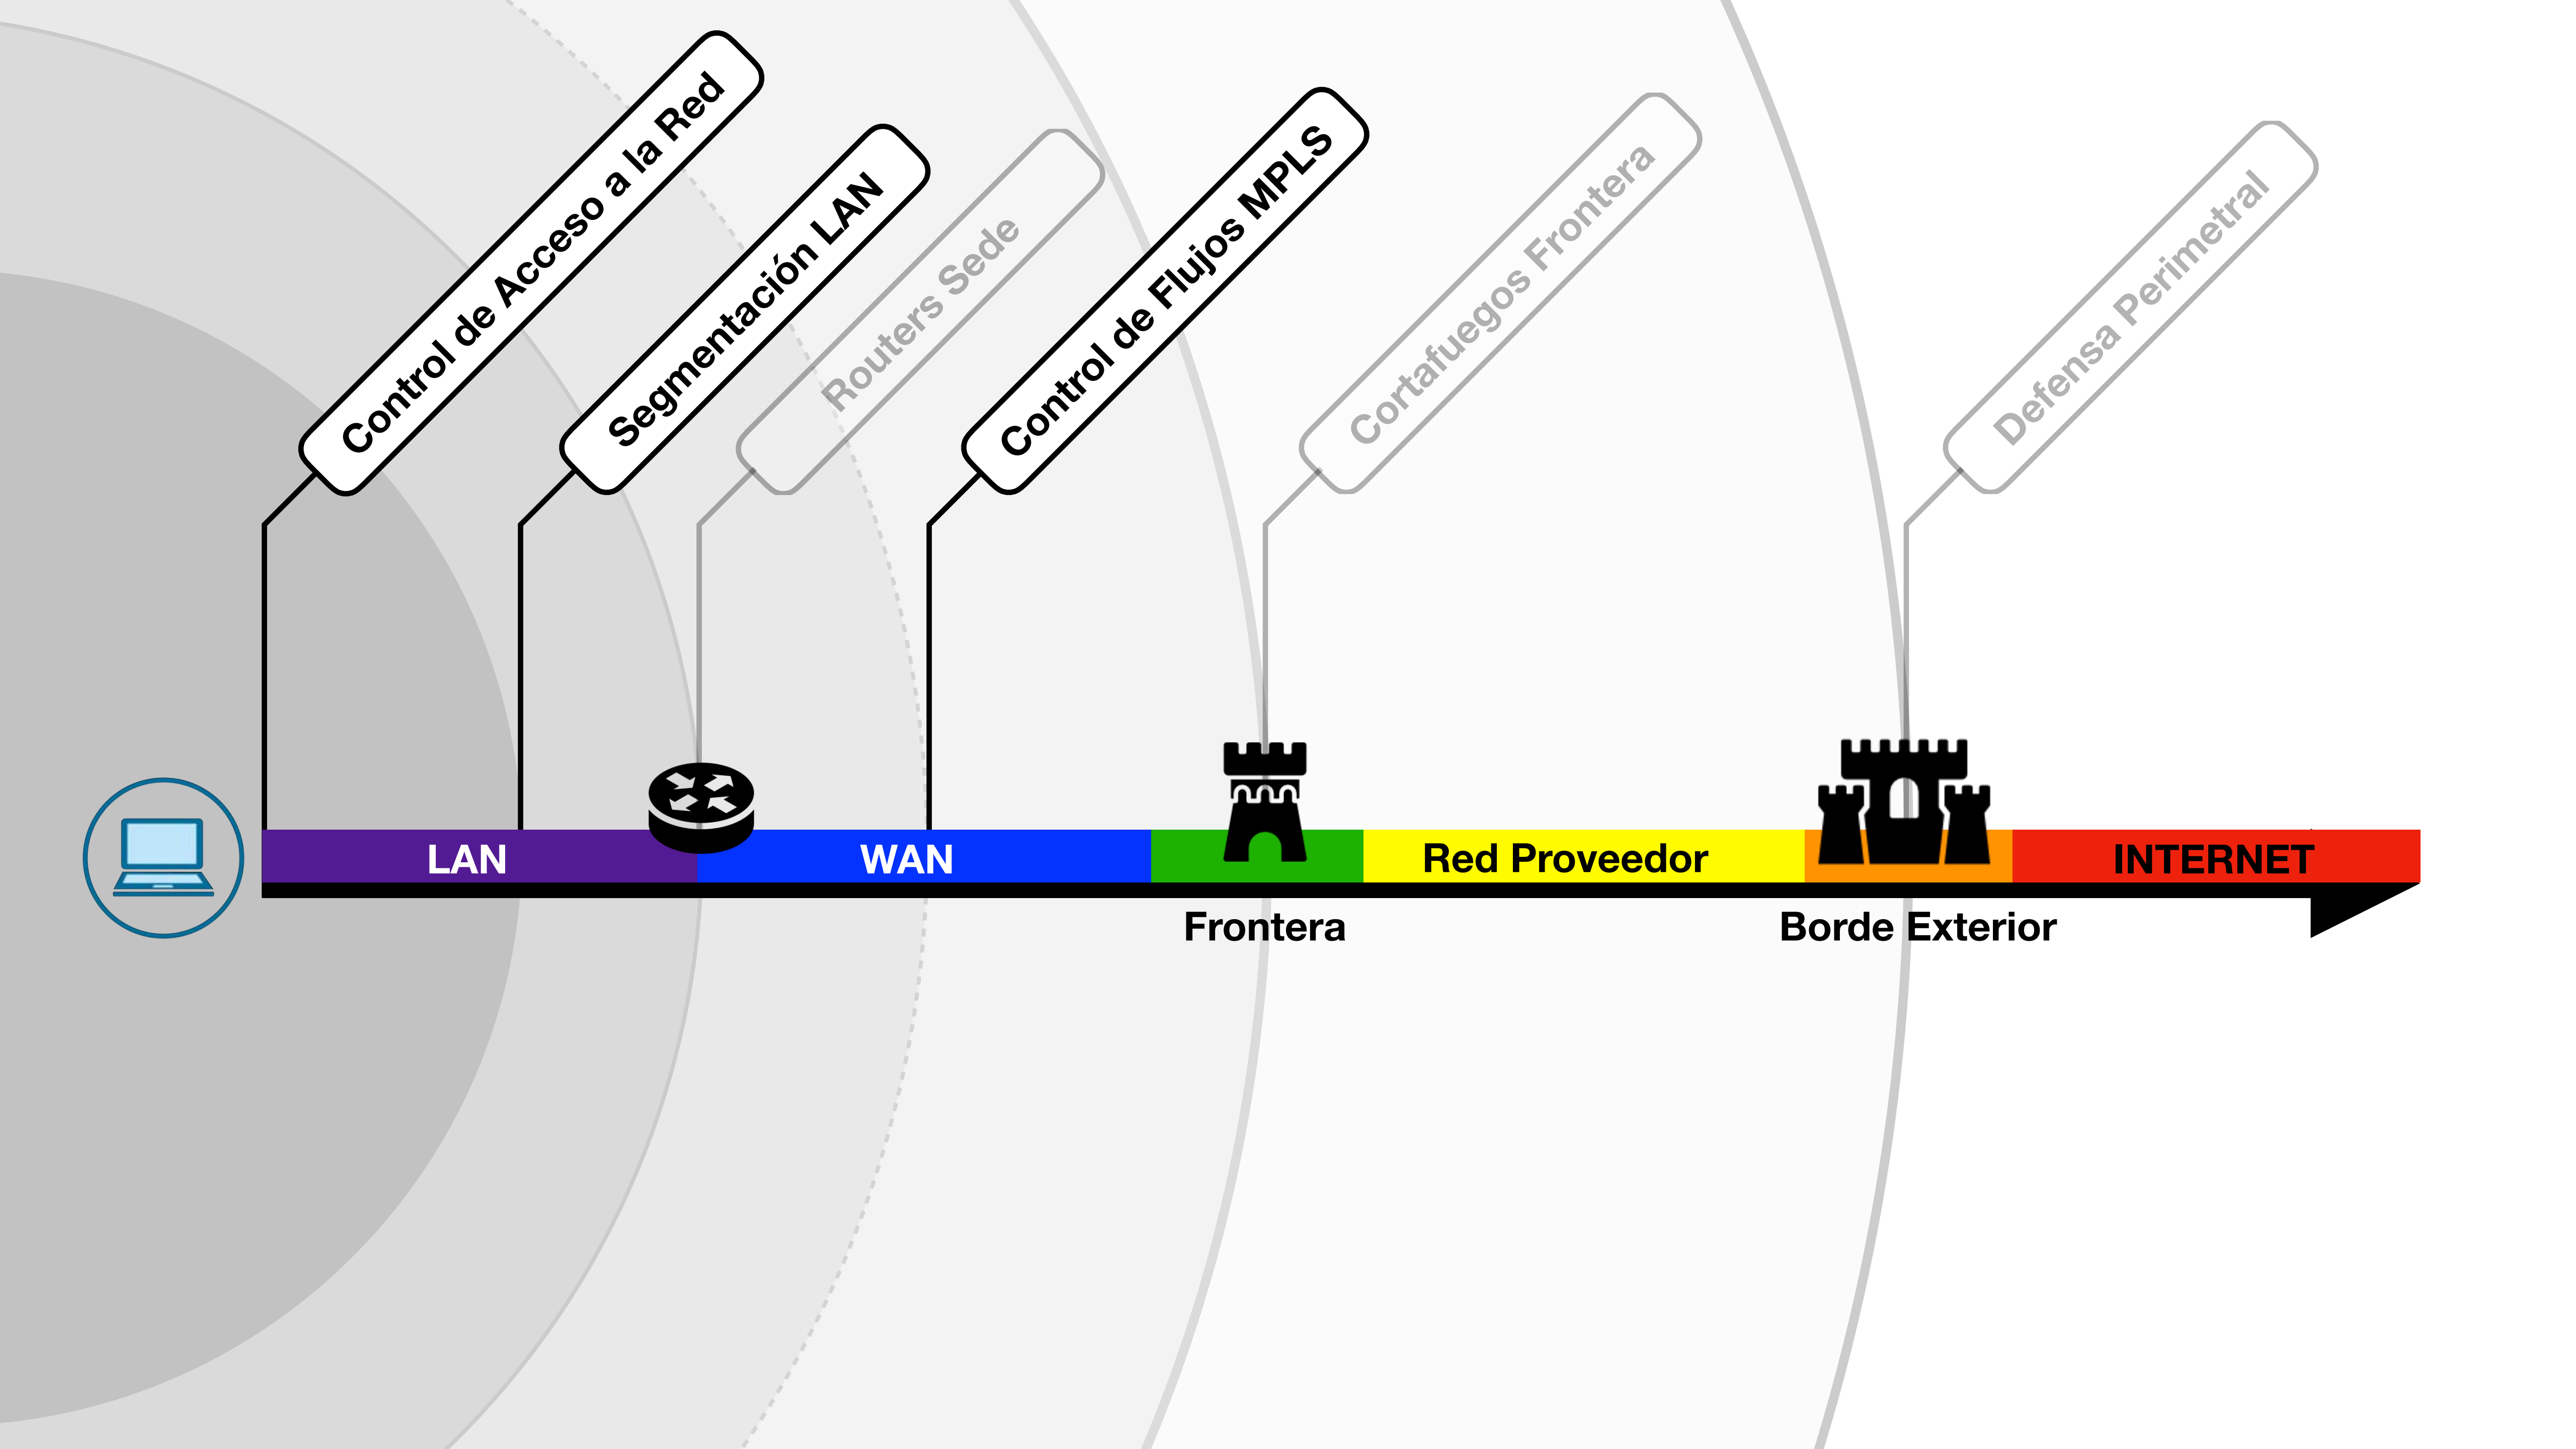 Control de Acceso a la Red
Segmentación LAN
Routers Sede
Control de Flujos MPLS
Cortafuegos Frontera
Defensa Perimetral
LAN
WAN
Red Proveedor
INTERNET
Frontera
Borde Exterior